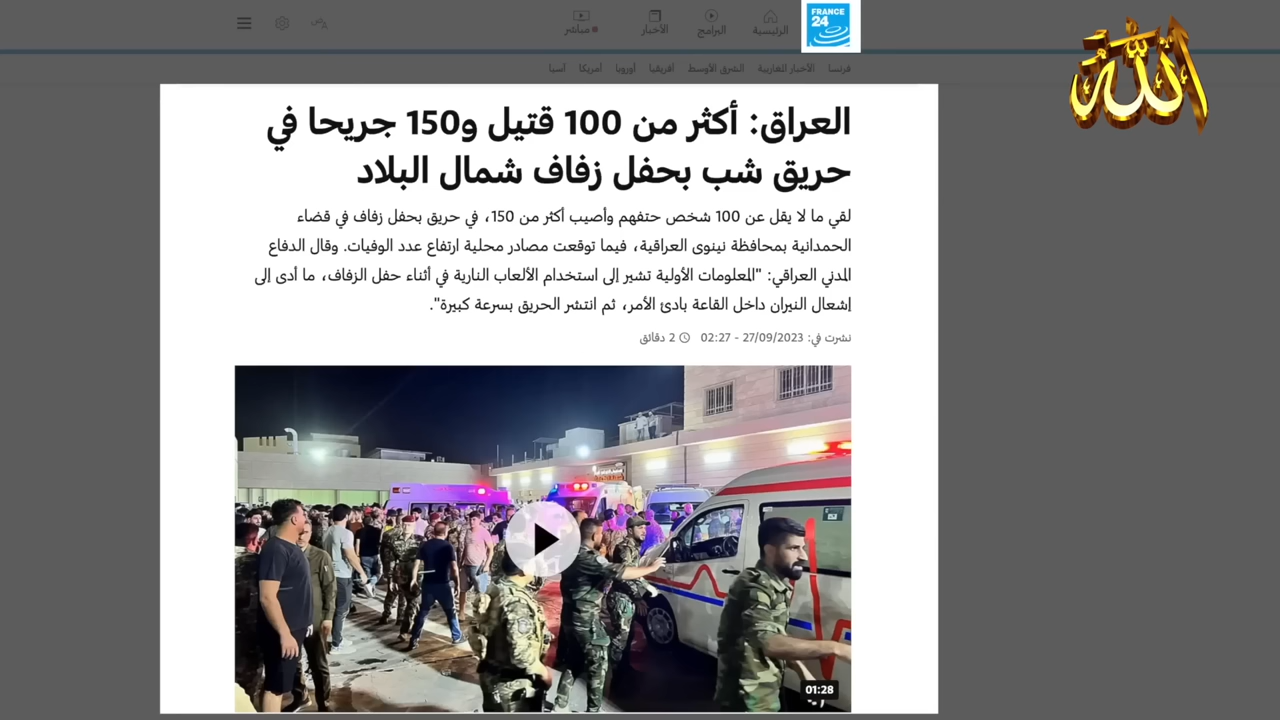 FRANCE 24
الرئيسية البرامج الأخبار مباشر
فرنسا الأخبار المغاربية الشرق الأوسط أفريقيا أوروبا أمريكا آسيا
الله
العراق: أكثر من 100 قتيل و150 جريحا في
حريق شب بحفل زفاف شمال البلاد
لقي ما لا يقل عن 100 شخص حتفهم وأصيب أكثر من 150، في حريق بحفل زفاف في قضاء
الحمدانية بمحافظة نينوى العراقية، فيما توقعت مصادر محلية ارتفاع عدد الوفيات. وقال الدفاع
المدني العراقي: "المعلومات الأولية تشير إلى استخدام الألعاب النارية في أثناء حفل الزفاف، ما أدى إلى
إشعال النيران داخل القاعة بادئ الأمر، ثم انتشر الحريق بسرعة كبيرة".
نشرت في: 27/09/2023 - 02:27 2 دقائق
01:28